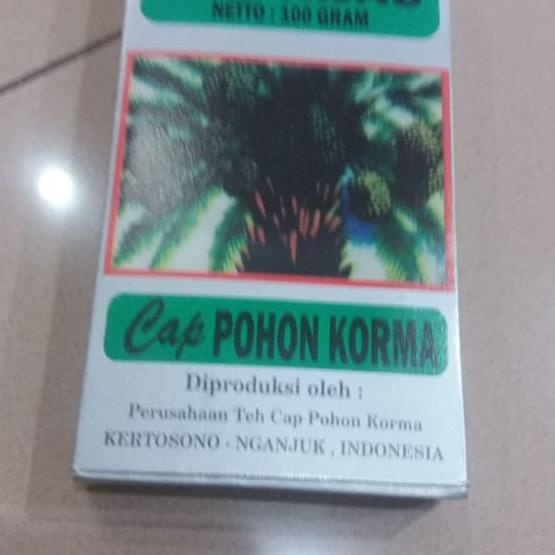 NETTO : 100 GRAM
Cap POHON KORMA
Diproduksi oleh :
Perusahaan Teh Cap Pohon Korma
KERTOSONO - NGANJUK , INDONESIA